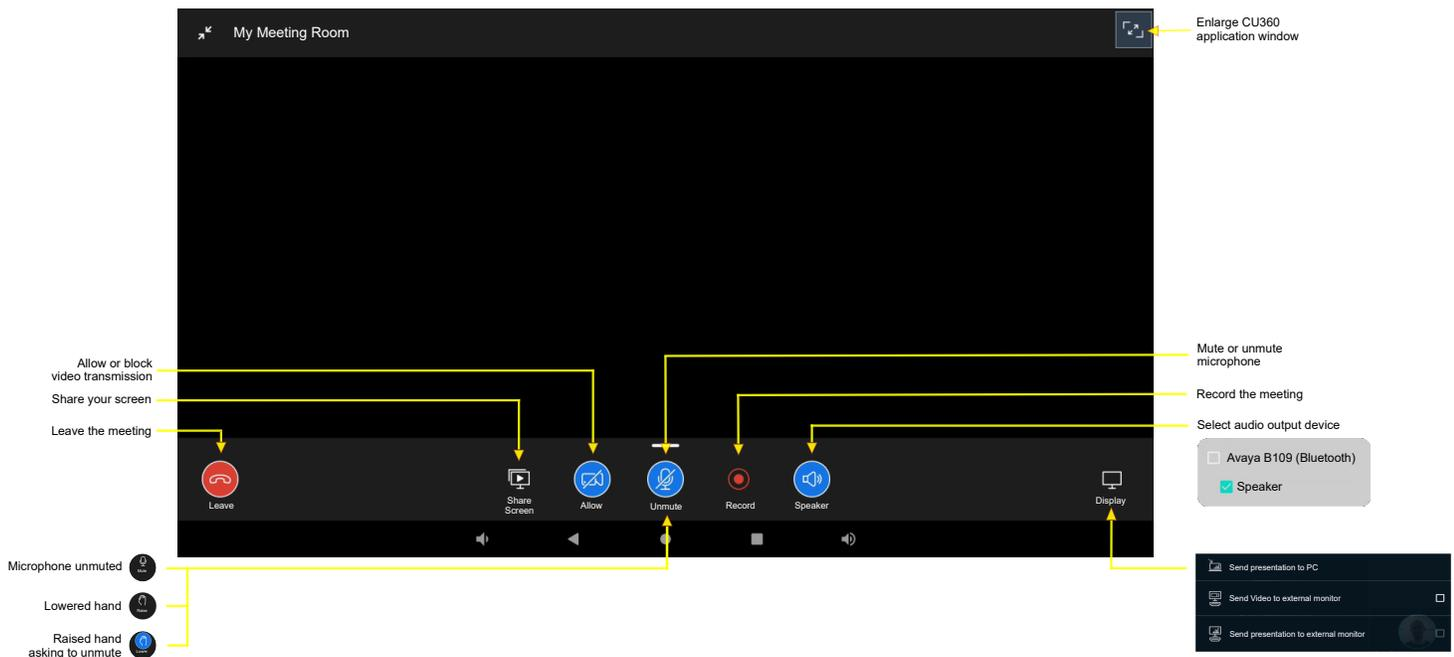 My Meeting Room
Enlarge CU360
application window
Allow or block
video transmission
Share your screen
Leave the meeting
Mute or unmute
microphone
Record the meeting
Select audio output device
Avaya B109 (Bluetooth)
Speaker
Leave
Share
Screen
Allow
Unmute
Record
Speaker
Display
Microphone unmuted
Mute
Lowered hand
Raise
Raised hand
asking to unmute
Lower
Send presentation to PC
Send Video to external monitor
Send presentation to external monitor